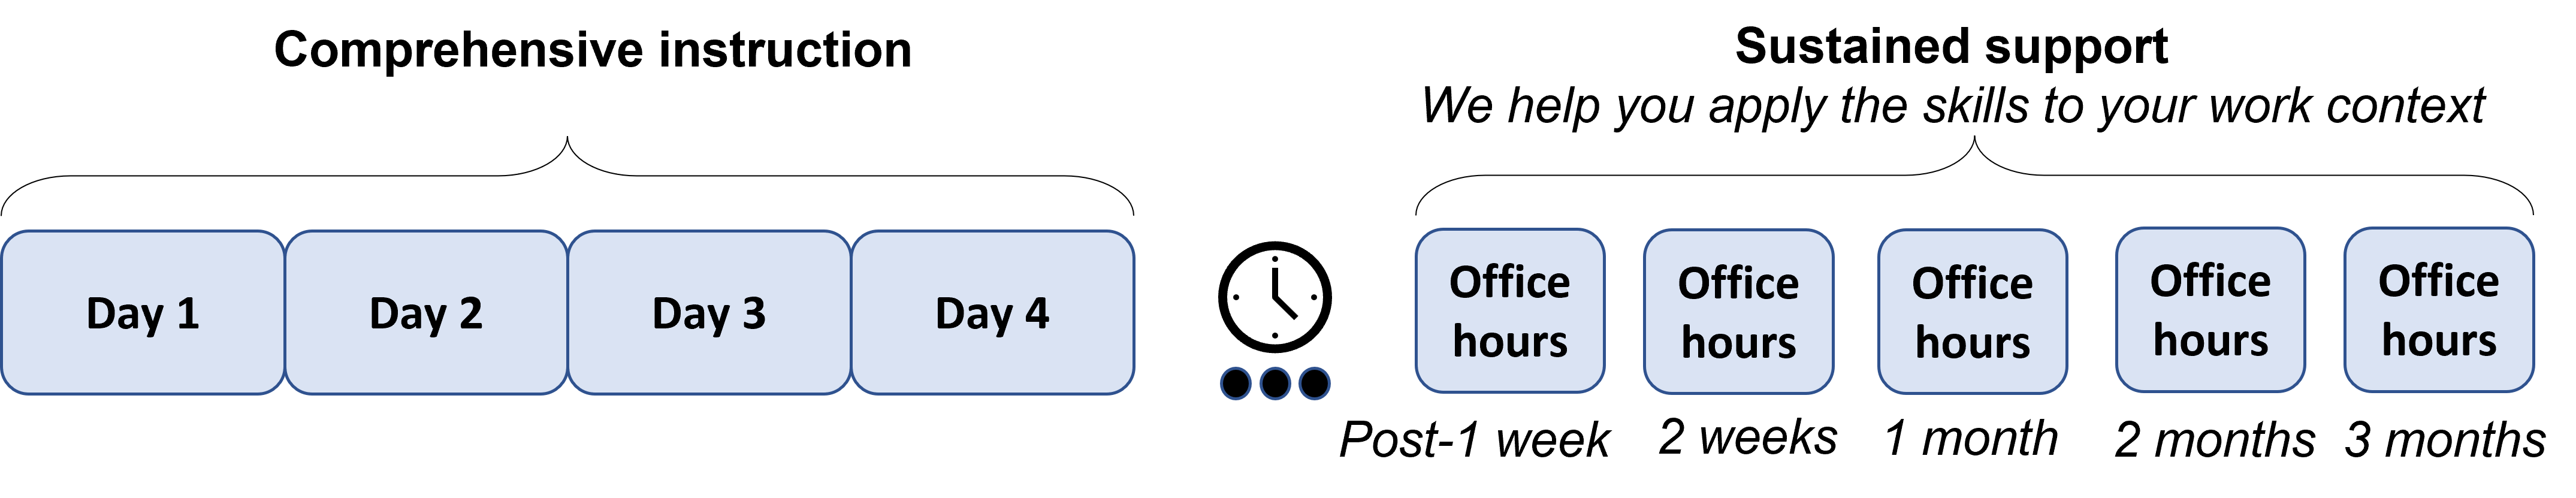 Comprehensive instruction
Sustained support
We help you apply the skills to your work context
Day 1
Day 2
Day 3
Day 4
Office
hours
Office
hours
Office
hours
Office
hours
Office
hours
Post-1 week
2 weeks
1 month
2 months
3 months